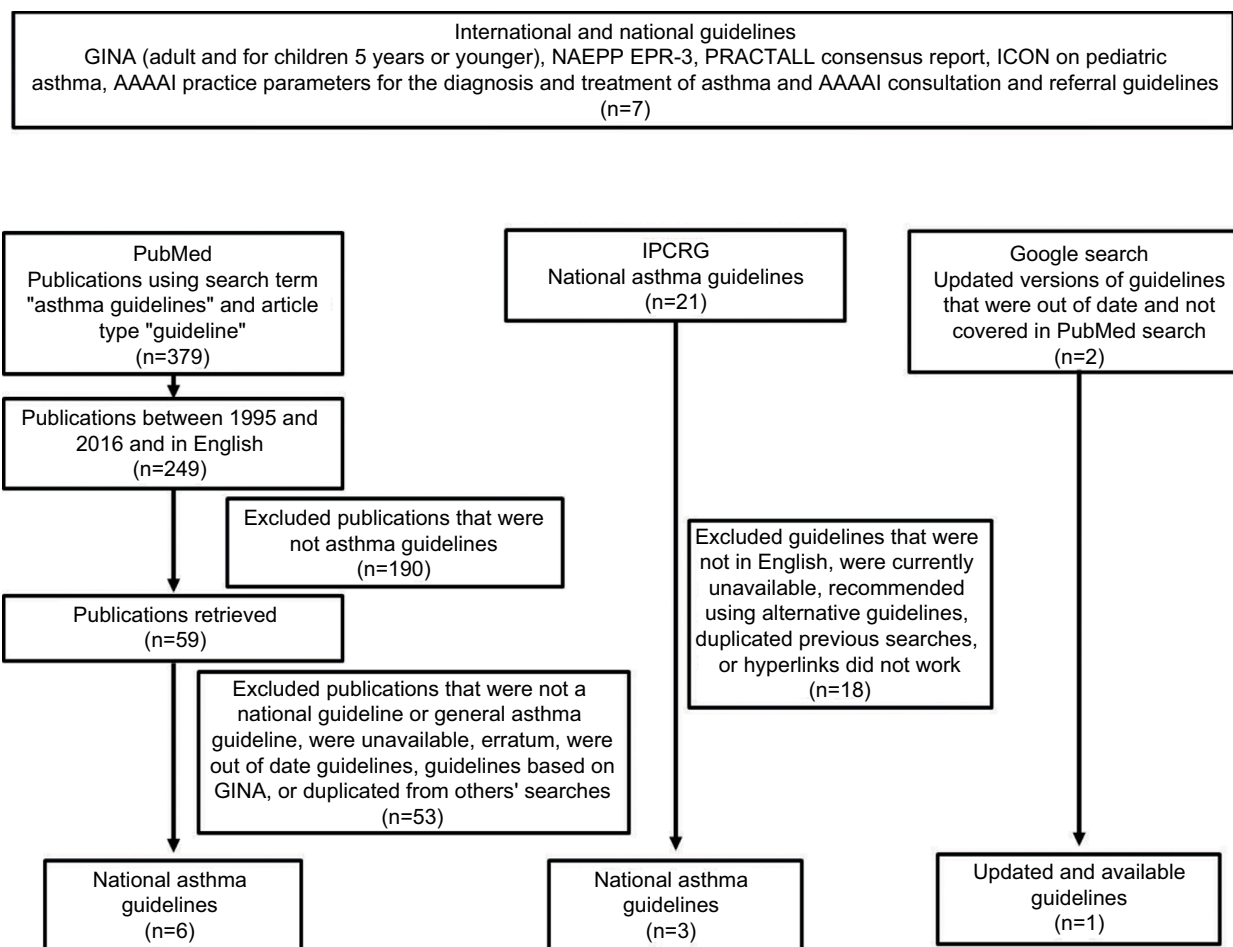 International and national guidelines
GINA (adult and for children 5 years or younger), NAEPP EPR-3, PRACTALL consensus report, ICON on pediatric
asthma, AAAAI practice parameters for the diagnosis and treatment of asthma and AAAAI consultation and referral guidelines
(n=7)
PubMed
Publications using search term
"asthma guidelines" and article
type "guideline"
(n=379)
IPCRG
National asthma guidelines
(n=21)
Google search
Updated versions of guidelines
that were out of date and not
covered in PubMed search
(n=2)
Publications between 1995 and
2016 and in English
(n=249)
Excluded publications that were
not asthma guidelines
(n=190)
Excluded guidelines that were
not in English, were currently
unavailable, recommended
using alternative guidelines,
duplicated previous searches,
or hyperlinks did not work
(n=18)
Publications retrieved
(n=59)
Excluded publications that were not a
national guideline or general asthma
guideline, were unavailable, erratum, were
out of date guidelines, guidelines based on
GINA, or duplicated from others' searches
(n=53)
National asthma
guidelines
(n=6)
National asthma
guidelines
(n=3)
Updated and available
guidelines
(n=1)